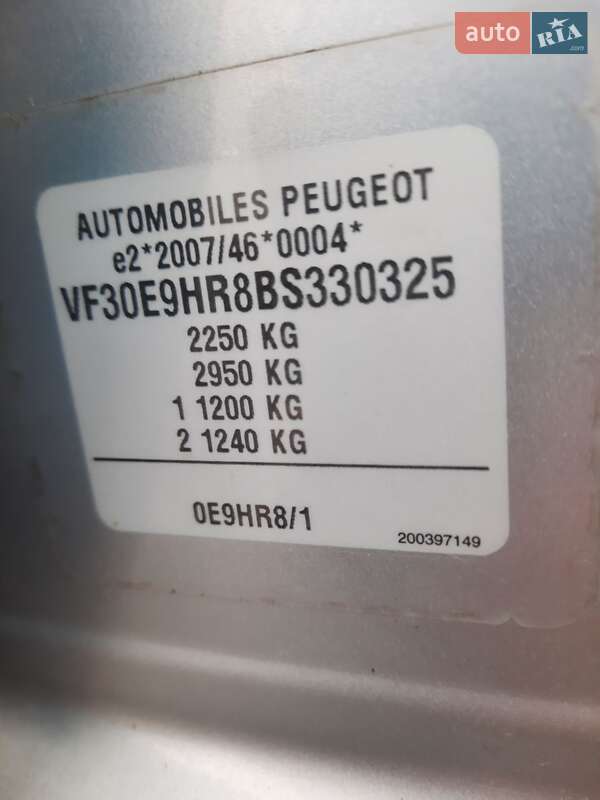 auto RIA .com
AUTOMOBILES PEUGEOT
e2*2007/46*0004*
VF30E9HR8BS330325
2250 KG
2950 KG
1 1200 KG
2 1240 KG
0E9HR8/1
200397149